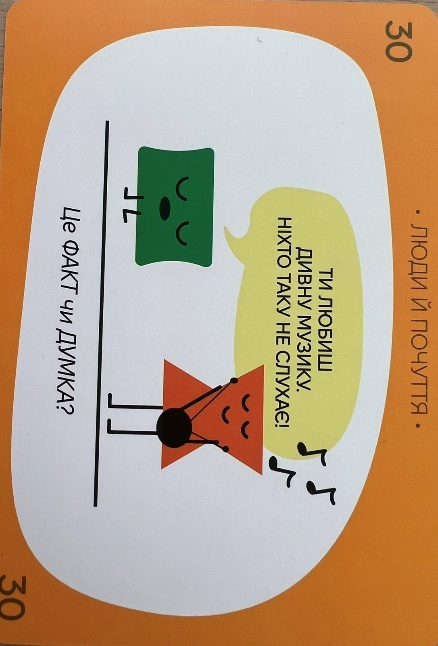 30
• ЛЮДИ Й ПОЧУТТЯ •
ТИ ЛЮБИШ
ДИВНУ МУЗИКУ.
НІХТО ТАКУ НЕ СЛУХАЄ!
Це ФАКТ чи ДУМКА?
30